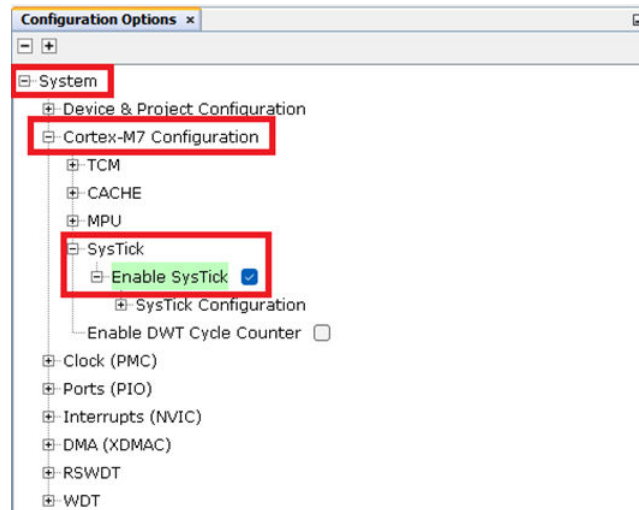 Configuration Options ×
System
Device & Project Configuration
Cortex-M7 Configuration
TCM
CACHE
MPU
SysTick
Enable SysTick
SysTick Configuration
Enable DWT Cycle Counter
Clock (PMC)
Ports (PIO)
Interrupts (NVIC)
DMA (XDMAC)
RSWDT
WDT